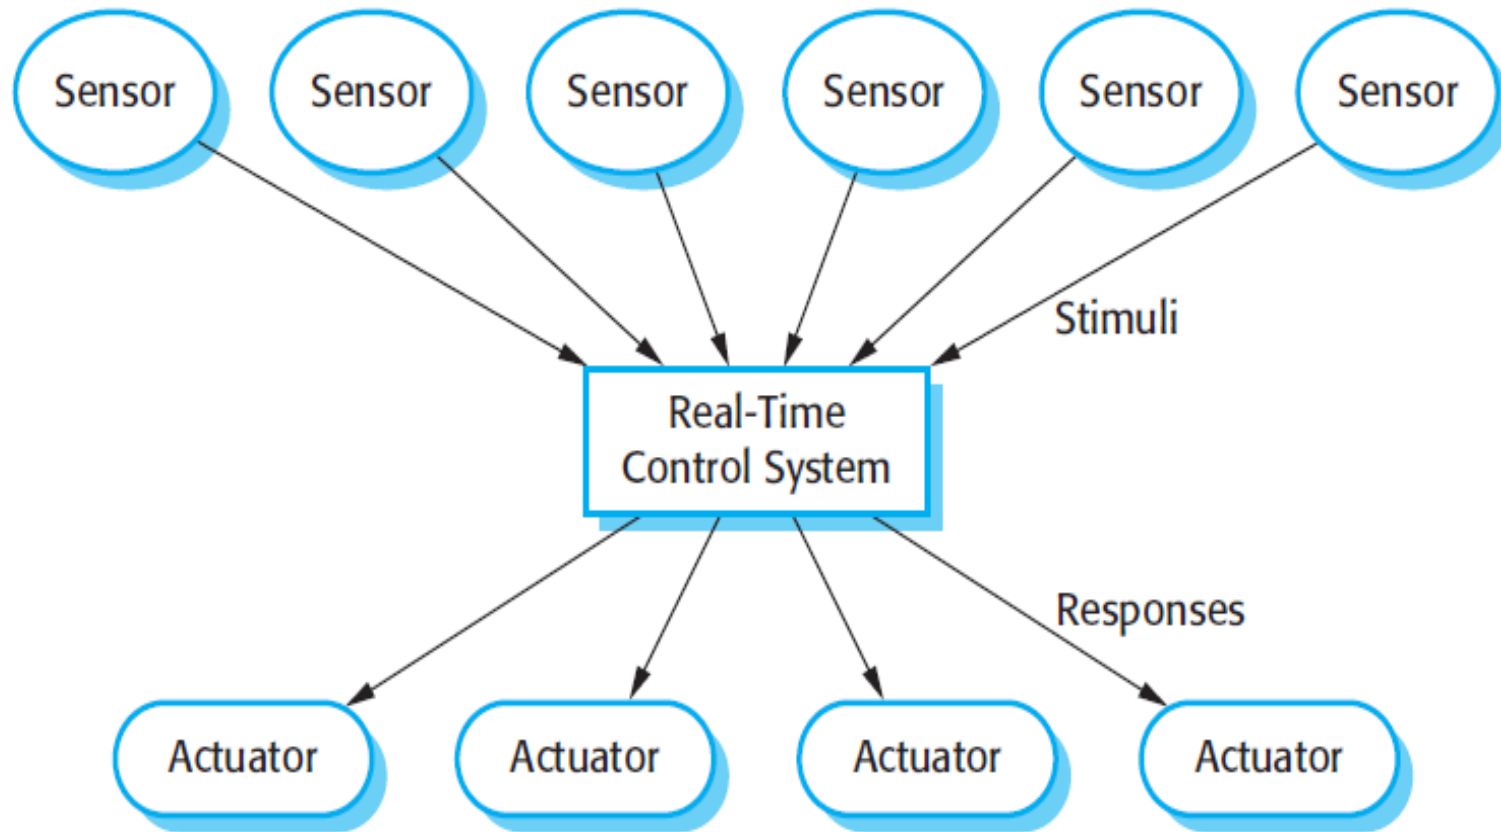 Sensor
Sensor
Sensor
Sensor
Sensor
Sensor
Stimuli
Real-Time
Control System
Responses
Actuator
Actuator
Actuator
Actuator